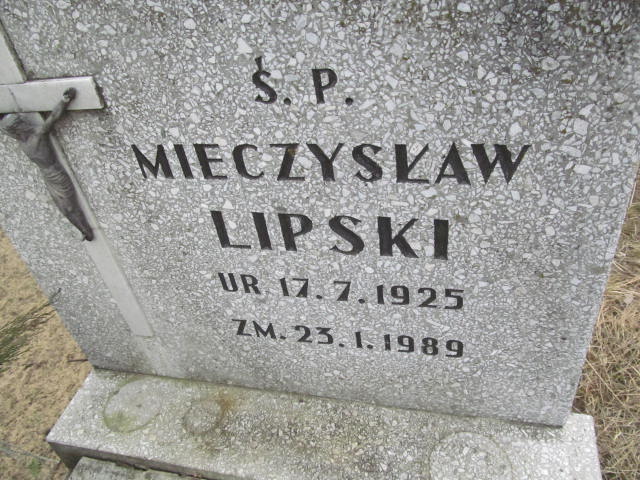 Ś. P.
MIECZYSŁAW
LIPSKI
UR 17.7.1925
ZM. 23.1.1989